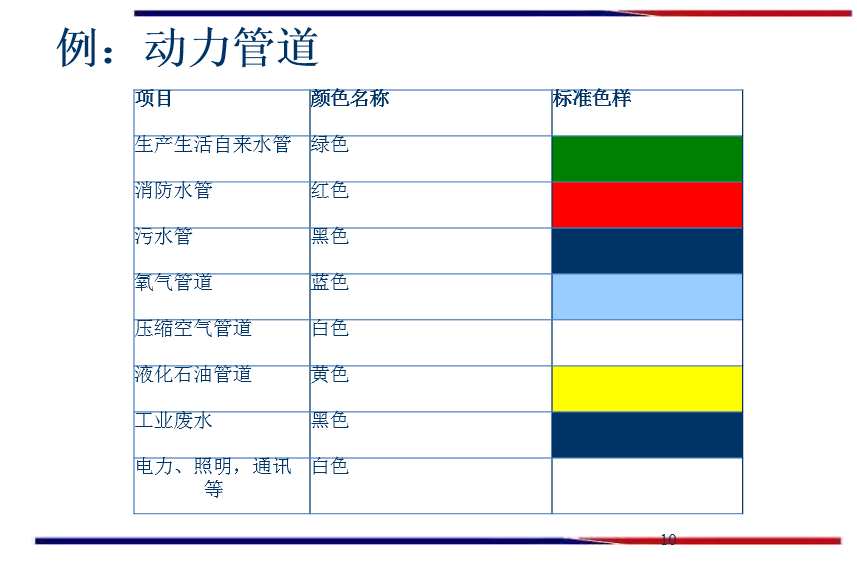 例：动力管道
项目 颜色名称 标准色样
生产生活自来水管 绿色
消防水管 红色
污水管 黑色
氧气管道 蓝色
压缩空气管道 白色
液化石油管道 黄色
工业废水 黑色
电力、照明，通讯 白色
等
10